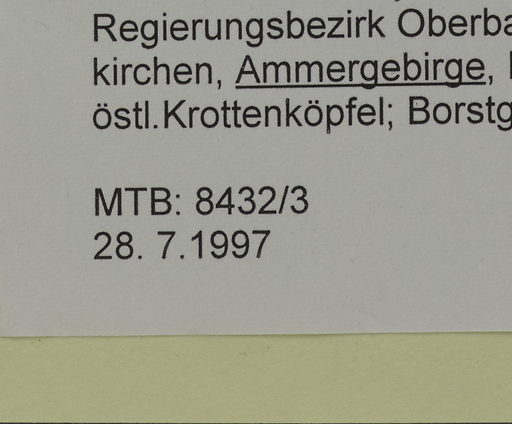 Regierungsbezirk Oberba
kirchen, Ammergebirge,
östl.Krottenköpfel; Borstg
MTB: 8432/3
28. 7.1997